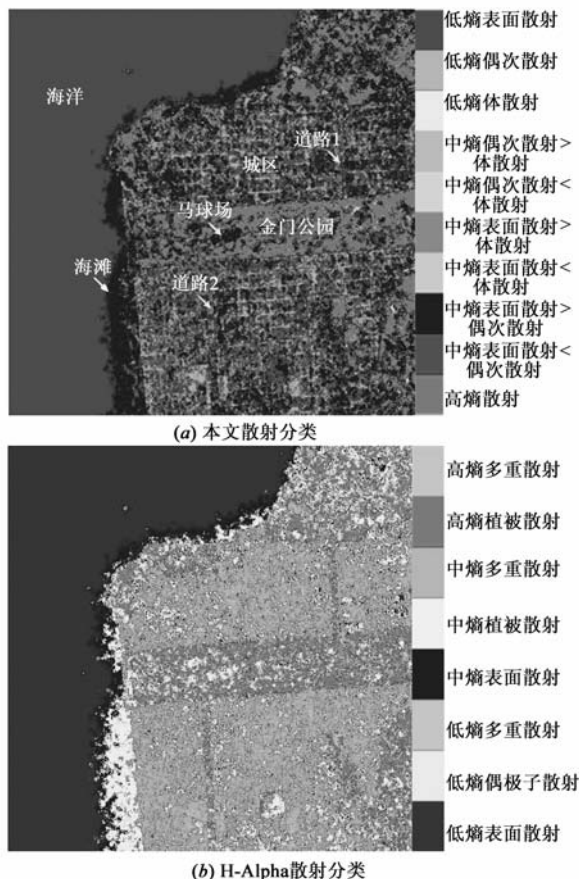 海洋
道路1
城区
马球场
金门公园
海滩
道路2
低熵表面散射
低熵偶次散射
低熵体散射
中熵偶次散射>
体散射
中熵偶次散射<
体散射
中熵表面散射>
体散射
中熵表面散射<
体散射
中熵表面散射>
偶次散射
中熵表面散射<
偶次散射
高熵散射
(a) 本文散射分类
高熵多重散射
高熵植被散射
中熵多重散射
中熵植被散射
中熵表面散射
低熵多重散射
低熵偶极子散射
低熵表面散射
(b) H-Alpha散射分类